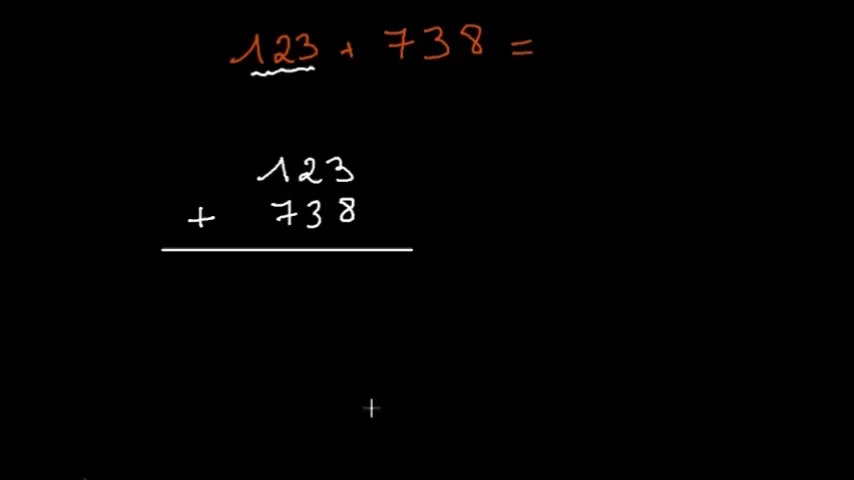 123 + 738 =
123
+ 738